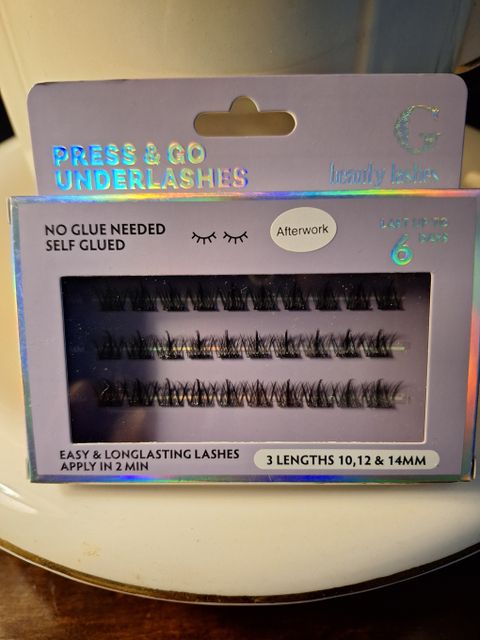 PRESS & GO
UNDERLASHES
G
beautily lashes
NO GLUE NEEDED
SELF GLUED
Afterwork
LAST UP TO
6 DAYS
EASY & LONGLASTING LASHES
APPLY IN 2 MIN
3 LENGTHS 10,12 & 14MM